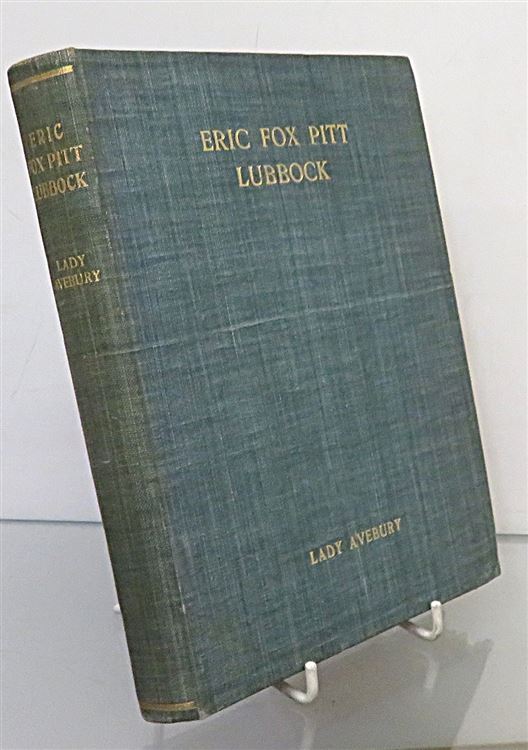 ERIC
FOX PITT
LUBBOCK
LADY
AVEBURY
ERIC FOX PITT
LUBBOCK
LADY AVEBURY